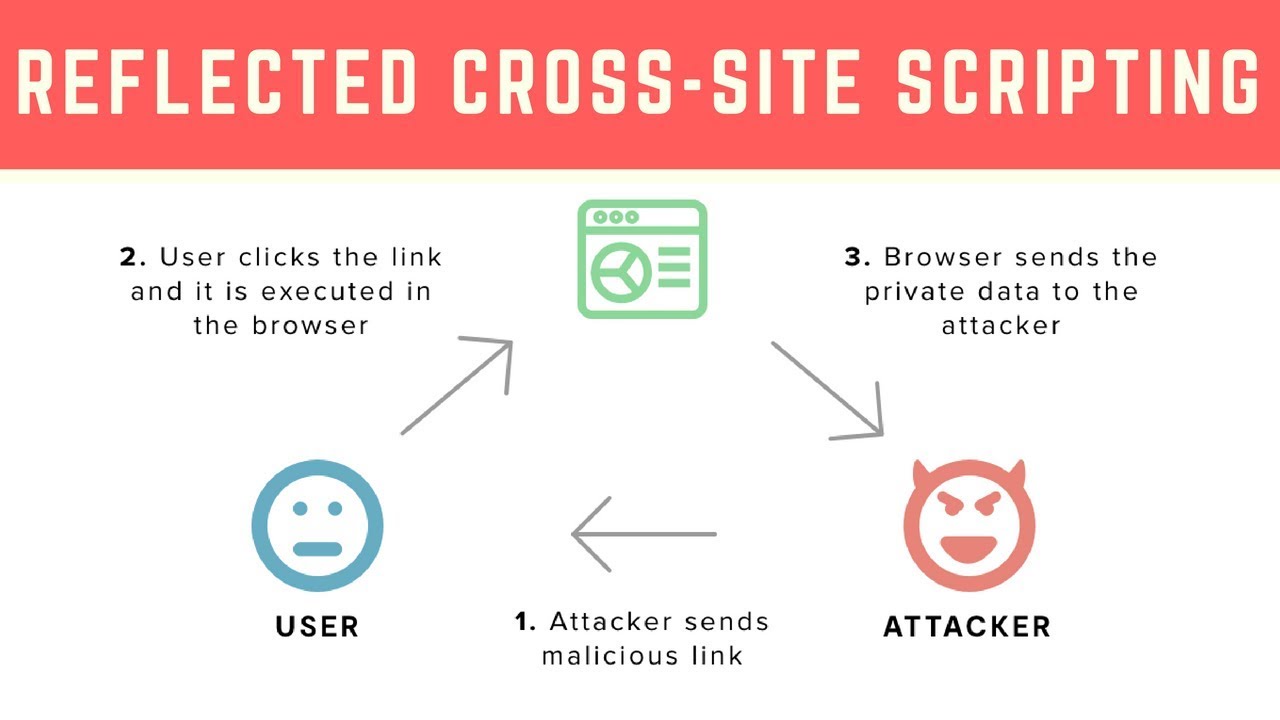 REFLECTED CROSS-SITE SCRIPTING
2. User clicks the link
and it is executed in
the browser
3. Browser sends the
private data to the
attacker
USER
1. Attacker sends
malicious link
ATTACKER